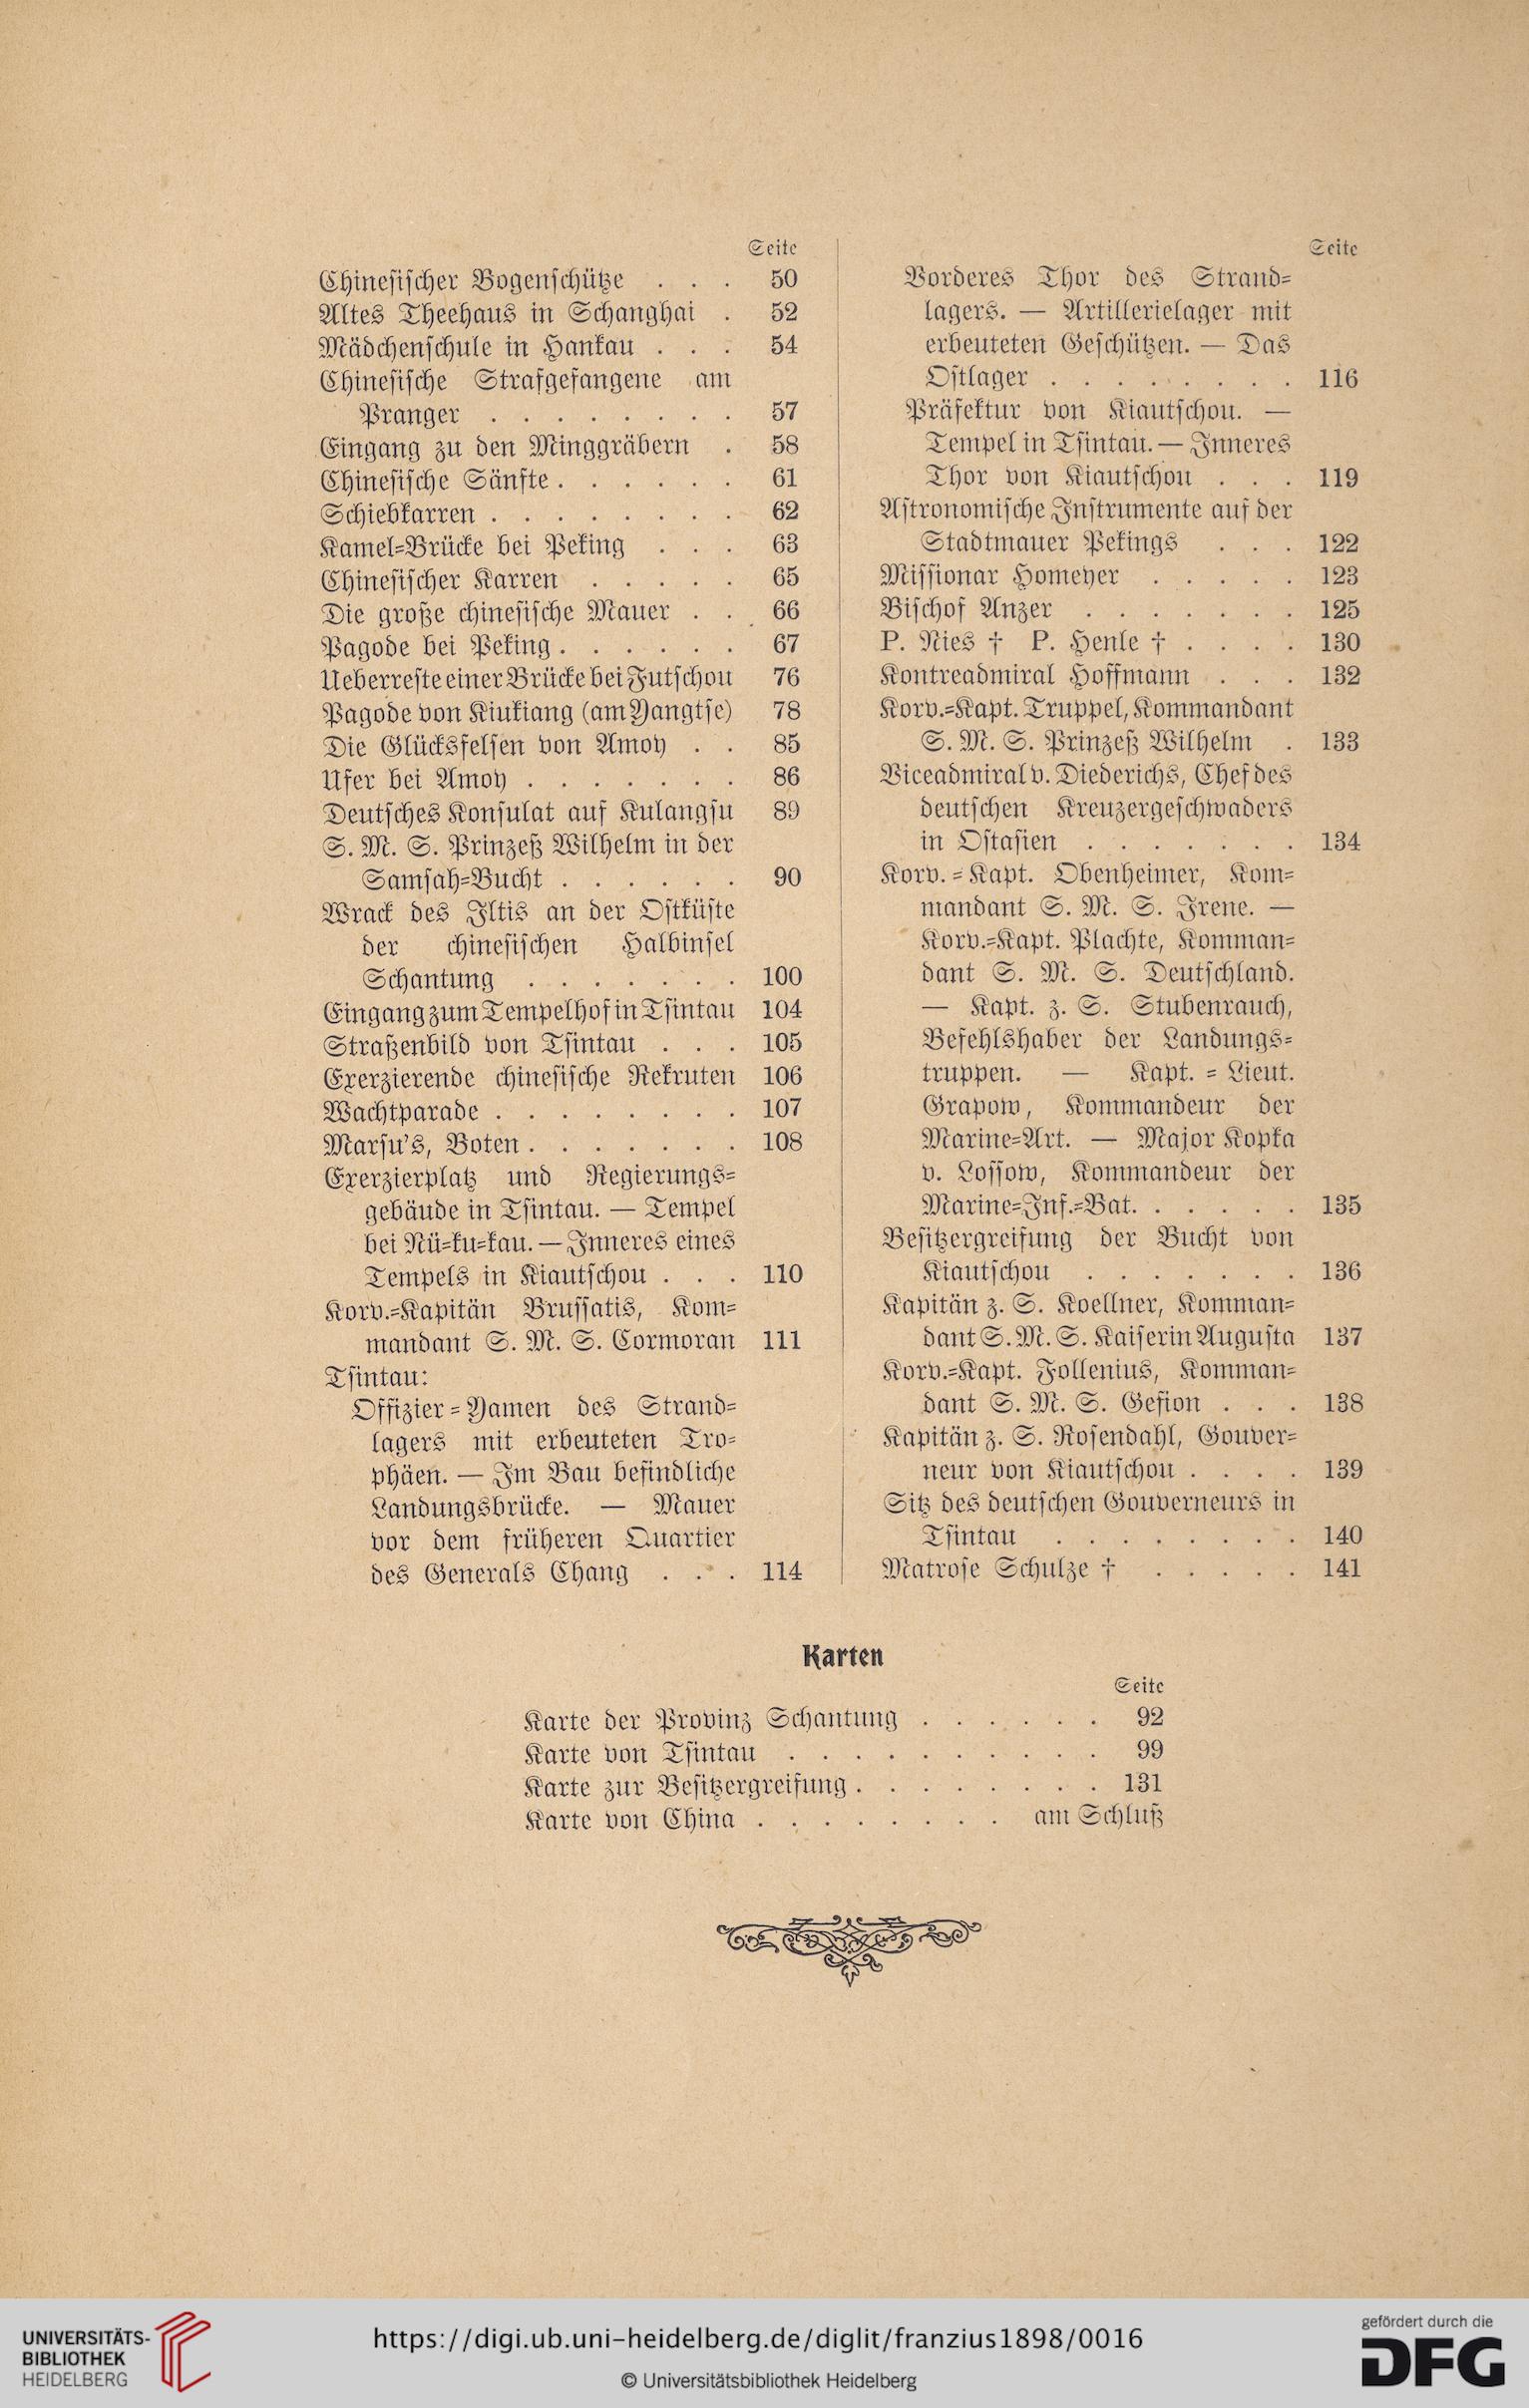 Seite
Chinesischer Bogenschütze . . . 50
Altes Theehaus in Schanghai . 52
Mädchenschule in Hankau . . . 54
Chinesische Strafgefangene am
Pranger . . . . . . . . 57
Eingang zu den Minggräbern . 58
Chinesische Sänfte . . . . . . 61
Schiebkarren . . . . . . . . 62
Kamel-Brücke bei Peking . . . 63
Chinesischer Karren . . . . . 65
Die große chinesische Mauer . . 66
Pagode bei Peking . . . . . . 67
Ueberreste einer Brücke bei Futschou 76
Pagode von Kiukiang (am Yangtse) 78
Die Glücksfelsen von Amoy . . 85
Ufer bei Amoy . . . . . . . 86
Deutsches Konsulat auf Kulangsu 89
S. M. S. Prinzeß Wilhelm in der
Samsah-Bucht . . . . . . 90
Wrack des Iltis an der Ostküste
der chinesischen Halbinsel
Schantung . . . . . . . 100
Eingang zum Tempelhof in Tsintau 104
Straßenbild von Tsintau . . . 105
Exerzierende chinesische Rekruten 106
Wachtparade . . . . . . . . 107
Marsu's, Boten . . . . . . . 108
Exerzierplatz und Regierungs-
gebäude in Tsintau. — Tempel
bei Nü-ku-kau. — Inneres eines
Tempels in Kiautschou . . . 110
Korv.-Kapitän Brussatis, Kom-
mandant S. M. S. Cormoran 111
Tsintau:
Offizier-Yamen des Strand-
lagers mit erbeuteten Tro-
phäen. — Im Bau befindliche
Landungsbrücke. — Mauer
vor dem früheren Quartier
des Generals Chang . . . 114
Seite
Vorderes Thor des Strand-
lagers. — Artillerielager mit
erbeuteten Geschützen. — Das
Ostlager . . . . . . . . 116
Präfektur von Kiautschou. —
Tempel in Tsintau. — Inneres
Thor von Kiautschou . . . 119
Astronomische Instrumente auf der
Stadtmauer Pekings . . . 122
Missionar Homeyer . . . . . 123
Bischof Anzer . . . . . . . 125
P. Nies † P. Henle † . . . . 130
Kontreadmiral Hoffmann . . . 132
Korv.-Kapt. Truppel, Kommandant
S. M. S. Prinzeß Wilhelm . 133
Viceadmiral v. Diederichs, Chef des
deutschen Kreuzergeschwaders
in Ostasien . . . . . . . 134
Korv.-Kapt. Obenheimer, Kom-
mandant S. M. S. Irene. —
Korv.-Kapt. Plachte, Komman-
dant S. M. S. Deutschland.
— Kapt. z. S. Stubenrauch,
Befehlshaber der Landungs-
truppen. — Kapt.-Lieut.
Grapow, Kommandeur der
Marine-Art. — Major Kopka
v. Lossow, Kommandeur der
Marine-Inf.-Bat. . . . . . 135
Besitzergreifung der Bucht von
Kiautschou . . . . . . . 136
Kapitän z. S. Koellner, Komman-
dant S. M. S. Kaiserin Augusta 137
Korv.-Kapt. Follenius, Komman-
dant S. M. S. Gefion . . . 138
Kapitän z. S. Rosendahl, Gouver-
neur von Kiautschou . . . . 139
Sitz des deutschen Gouverneurs in
Tsintau . . . . . . . . 140
Matrose Schulze † . . . . . 141
Karten
Seite
Karte der Provinz Schantung . . . . . . 92
Karte von Tsintau . . . . . . . . . . 99
Karte zur Besitzergreifung . . . . . . . . 131
Karte von China . . . . . . . . am Schluß
UNIVERSITÄTS-
BIBLIOTHEK
HEIDELBERG
https://digi.ub.uni-heidelberg.de/diglit/franzius1898/0016
© Universitätsbibliothek Heidelberg
gefördert durch die
DFG